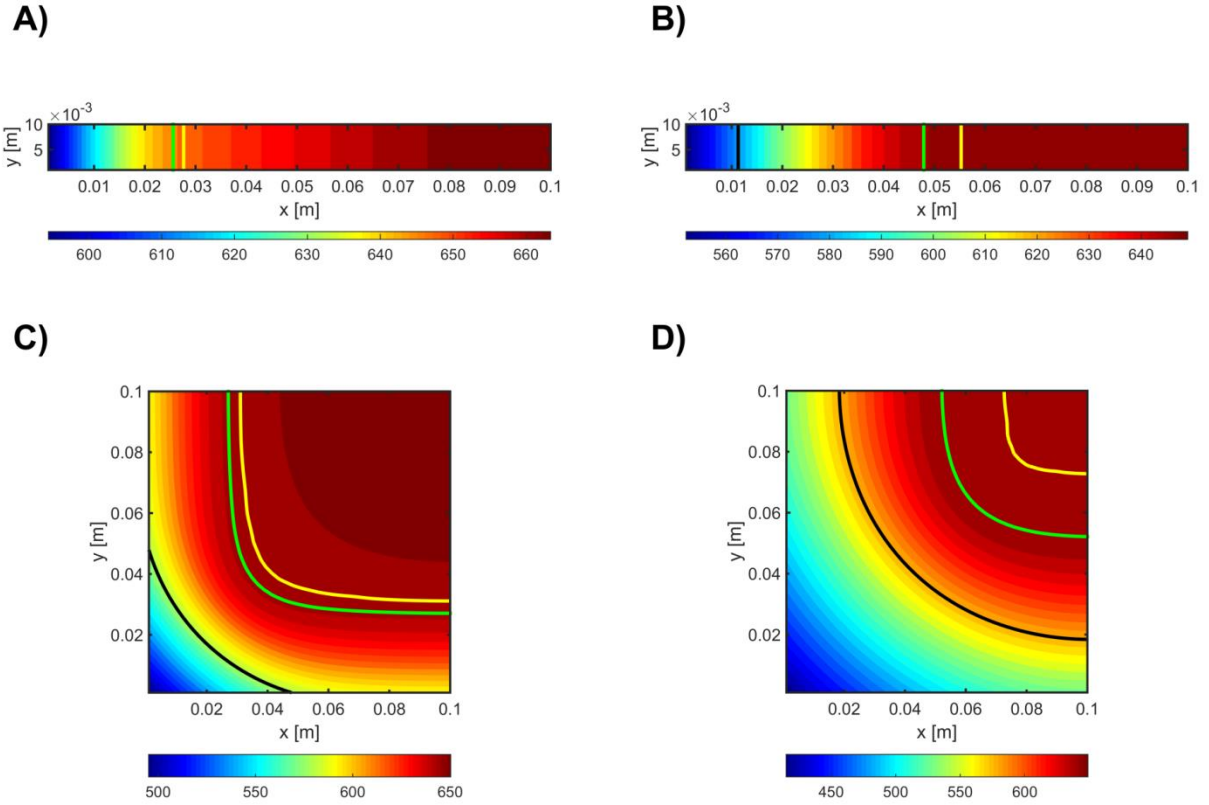 A)
B)
×10⁻³
10
5
y [m]
0.01 0.02 0.03 0.04 0.05 0.06 0.07 0.08 0.09 0.1
x [m]
600 610 620 630 640 650 660
×10⁻³
10
5
y [m]
0.01 0.02 0.03 0.04 0.05 0.06 0.07 0.08 0.09 0.1
x [m]
560 570 580 590 600 610 620 630 640
C)
D)
0.1
0.08
0.06
0.04
0.02
y [m]
0.02 0.04 0.06 0.08 0.1
x [m]
500 550 600 650
0.1
0.08
0.06
0.04
0.02
y [m]
0.02 0.04 0.06 0.08 0.1
x [m]
450 500 550 600